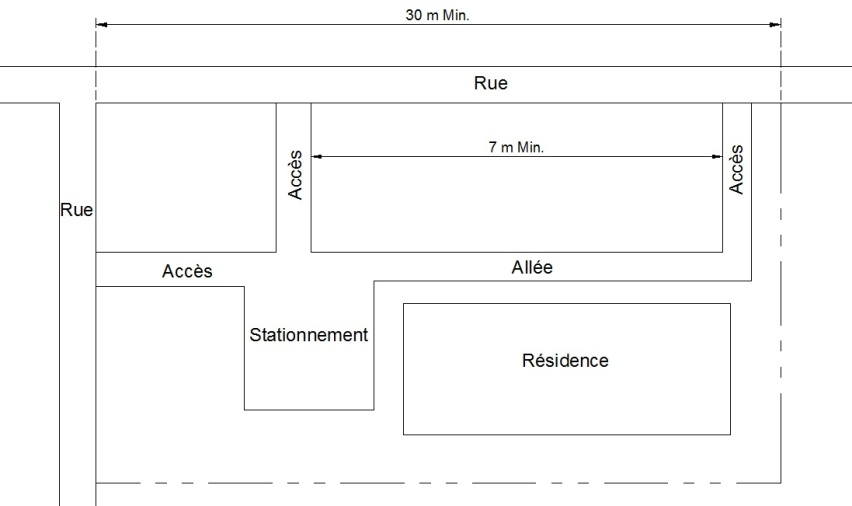 30 m Min.
Rue
7 m Min.
Accès
Accès
Rue
Accès
Allée
Stationnement
Résidence